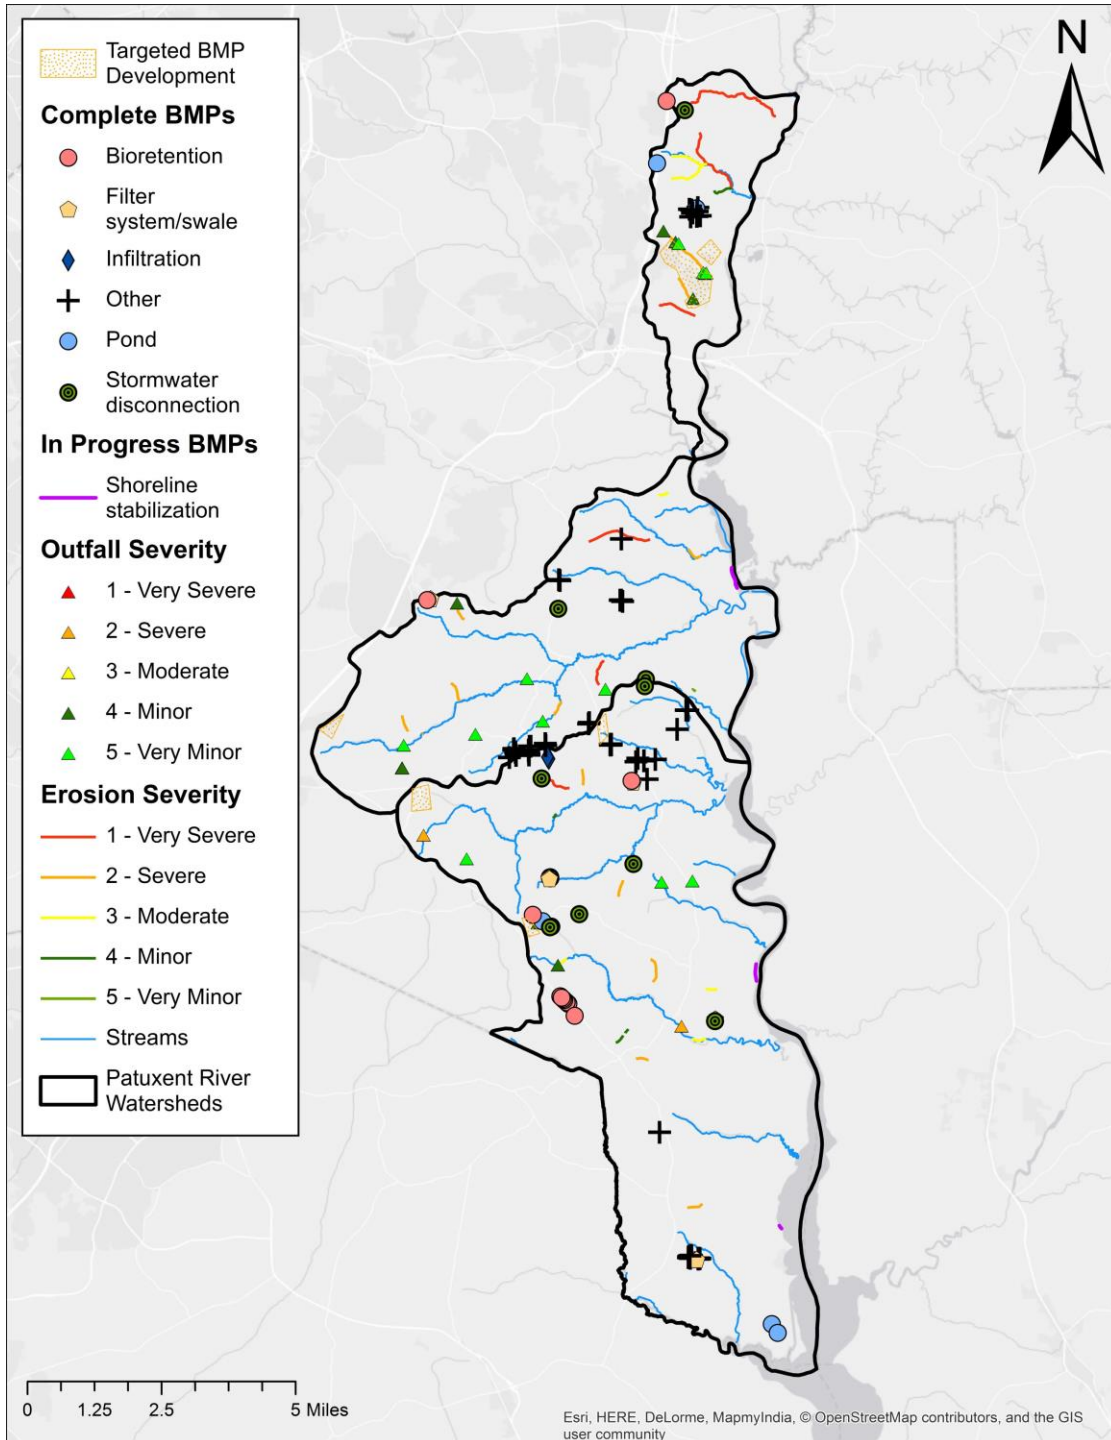 Targeted BMP
Development
Complete BMPs
Bioretention
Filter
system/swale
Infiltration
Other
Pond
Stormwater
disconnection
In Progress BMPs
Shoreline
stabilization
Outfall Severity
1 - Very Severe
2 - Severe
3 - Moderate
4 - Minor
5 - Very Minor
Erosion Severity
1 - Very Severe
2 - Severe
3 - Moderate
4 - Minor
5 - Very Minor
Streams
Patuxent River
Watersheds
N
0 1.25 2.5 5 Miles
Esri, HERE, DeLorme, MapmyIndia, © OpenStreetMap contributors, and the GIS
user community